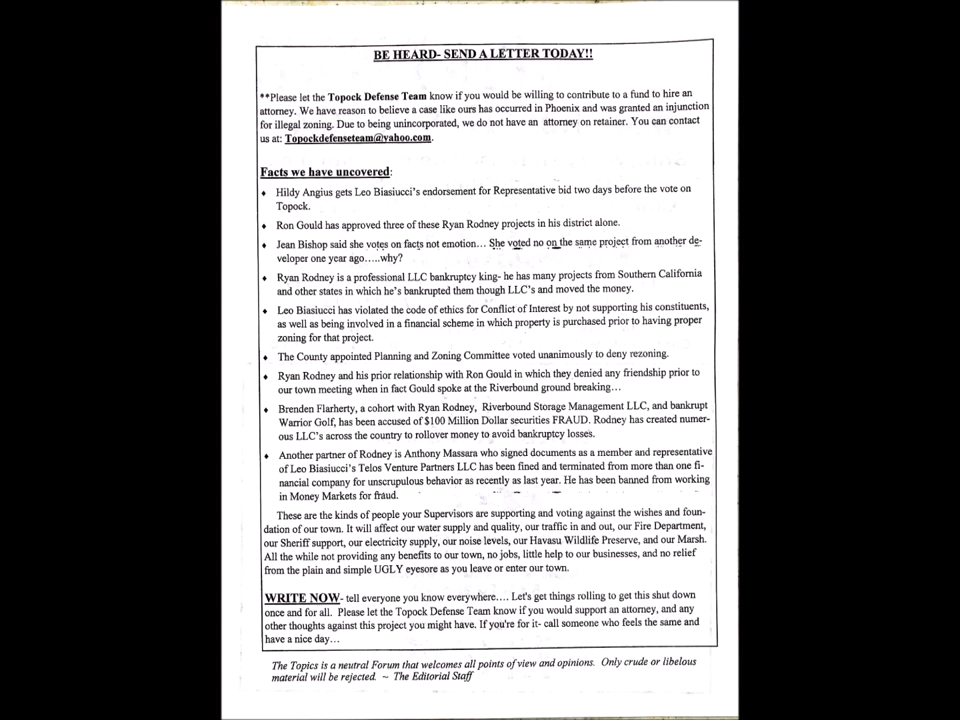 BE HEARD- SEND A LETTER TODAY!!
**Please let the Topock Defense Team know if you would be willing to contribute to a fund to hire an
attorney. We have reason to believe a case like ours has occurred in Phoenix and was granted an injunction
for illegal zoning. Due to being unincorporated, we do not have an attorney on retainer. You can contact
us at: Topockdefenseteam@yahoo.com.
Facts we have uncovered:
♦ Hildy Angius gets Leo Biasiucci's endorsement for Representative bid two days before the vote on
Topock.
♦ Ron Gould has approved three of these Ryan Rodney projects in his district alone.
♦ Jean Bishop said she votes on facts not emotion... She voted no on the same project from another de-
veloper one year ago.....why?
♦ Ryan Rodney is a professional LLC bankruptcy king- he has many projects from Southern California
and other states in which he's bankrupted them though LLC's and moved the money.
♦ Leo Biasiucci has violated the code of ethics for Conflict of Interest by not supporting his constituents,
as well as being involved in a financial scheme in which property is purchased prior to having proper
zoning for that project.
♦ The County appointed Planning and Zoning Committee voted unanimously to deny rezoning.
♦ Ryan Rodney and his prior relationship with Ron Gould in which they denied any friendship prior to
our town meeting when in fact Gould spoke at the Riverbound ground breaking...
♦ Brenden Flarherty, a cohort with Ryan Rodney, Riverbound Storage Management LLC, and bankrupt
Warrior Golf, has been accused of $100 Million Dollar securities FRAUD. Rodney has created numer-
ous LLC's across the country to rollover money to avoid bankruptcy losses.
♦ Another partner of Rodney is Anthony Massara who signed documents as a member and representative
of Leo Biasiucci's Telos Venture Partners LLC has been fined and terminated from more than one fi-
nancial company for unscrupulous behavior as recently as last year. He has been banned from working
in Money Markets for fraud.
These are the kinds of people your Supervisors are supporting and voting against the wishes and foun-
dation of our town. It will affect our water supply and quality, our traffic in and out, our Fire Department,
our Sheriff support, our electricity supply, our noise levels, our Havasu Wildlife Preserve, and our Marsh.
All the while not providing any benefits to our town, no jobs, little help to our businesses, and no relief
from the plain and simple UGLY eyesore as you leave or enter our town.
WRITE NOW- tell everyone you know everywhere.... Let's get things rolling to get this shut down
once and for all. Please let the Topock Defense Team know if you would support an attorney, and any
other thoughts against this project you might have. If you're for it- call someone who feels the same and
have a nice day...
The Topics is a neutral Forum that welcomes all points of view and opinions. Only crude or libelous
material will be rejected. ~ The Editorial Staff